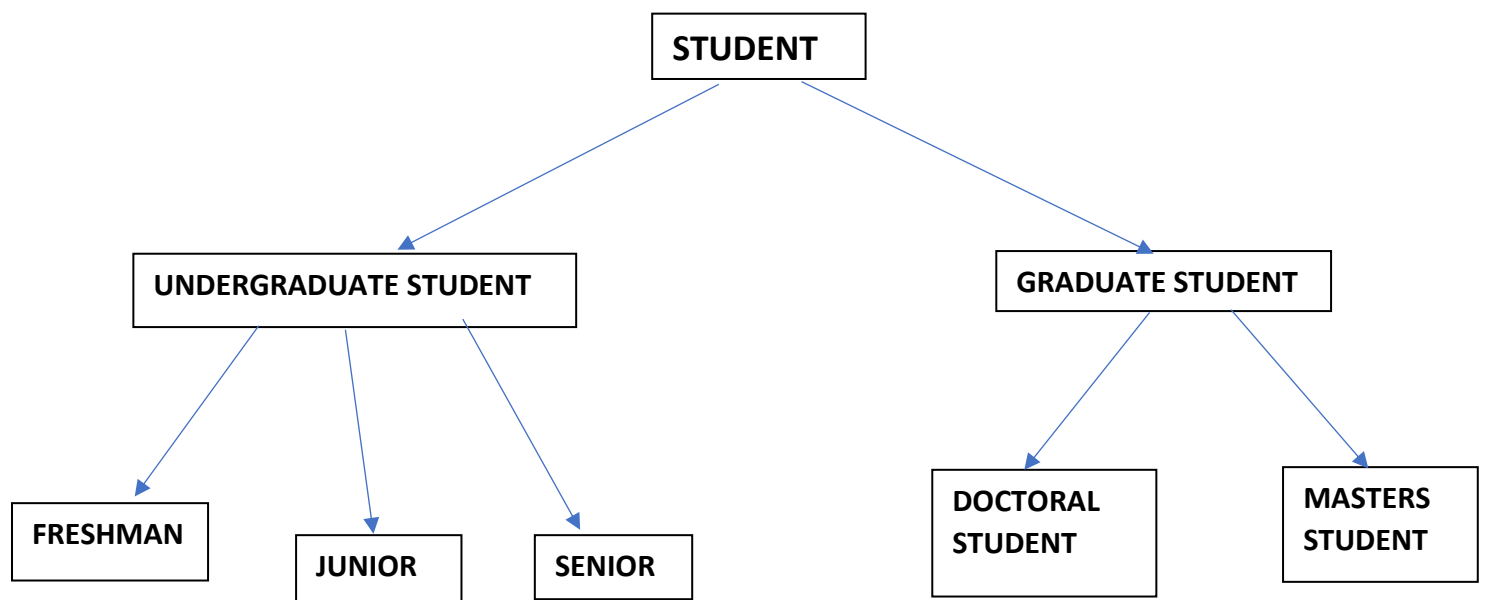 STUDENT
UNDERGRADUATE STUDENT
GRADUATE STUDENT
FRESHMAN
JUNIOR
SENIOR
DOCTORAL
STUDENT
MASTERS
STUDENT